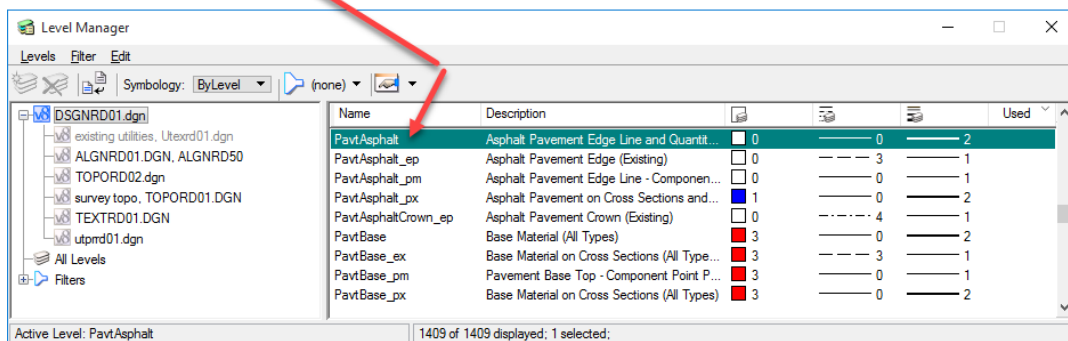 Level Manager
Levels Filter Edit
Symbology: ByLevel (none)
DSGNRD01.dgn
existing utilities, Utexrd01.dgn
ALGNRD01.DGN, ALGNRD50
TOPORD02.dgn
survey topo, TOPORD01.DGN
TEXTRD01.DGN
utprrd01.dgn
All Levels
Filters
Name Description Used
PavtAsphalt Asphalt Pavement Edge Line and Quantit... 0 0 2
PavtAsphalt_ep Asphalt Pavement Edge (Existing) 0 3 1
PavtAsphalt_pm Asphalt Pavement Edge Line - Componen... 0 0 1
PavtAsphalt_px Asphalt Pavement on Cross Sections and... 1 0 2
PavtAsphaltCrown_ep Asphalt Pavement Crown (Existing) 0 4 1
PavtBase Base Material (All Types) 3 0 2
PavtBase_ex Base Material on Cross Sections (All Type... 3 3 1
PavtBase_pm Pavement Base Top - Component Point P... 3 0 1
PavtBase_px Base Material on Cross Sections (All Types) 3 0 2
Active Level: PavtAsphalt 1409 of 1409 displayed; 1 selected;